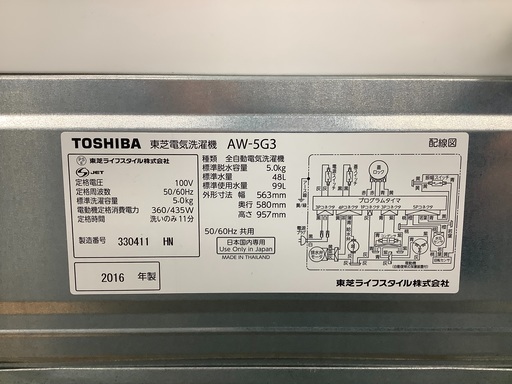 TOSHIBA 東芝電気洗濯機 AW-5G3 配線図
東芝ライフスタイル株式会社
JET
定格電圧 100V
定格周波数 50/60Hz
標準洗濯容量 5.0kg
電動機定格消費電力 360/435W
定格時間 洗いのみ11分
製造番号 330411 HN
2016 年製
種類 全自動電気洗濯機
標準脱水容量 5.0kg
標準水量 48L
標準使用水量 99L
外形寸法 幅 563mm
奥行 580mm
高さ 957mm
50/60Hz 共用
日本国内専用
Use Only in Japan
MADE IN THAILAND
蓋
ロック
プログラムタイマ
東芝ライフスタイル株式会社